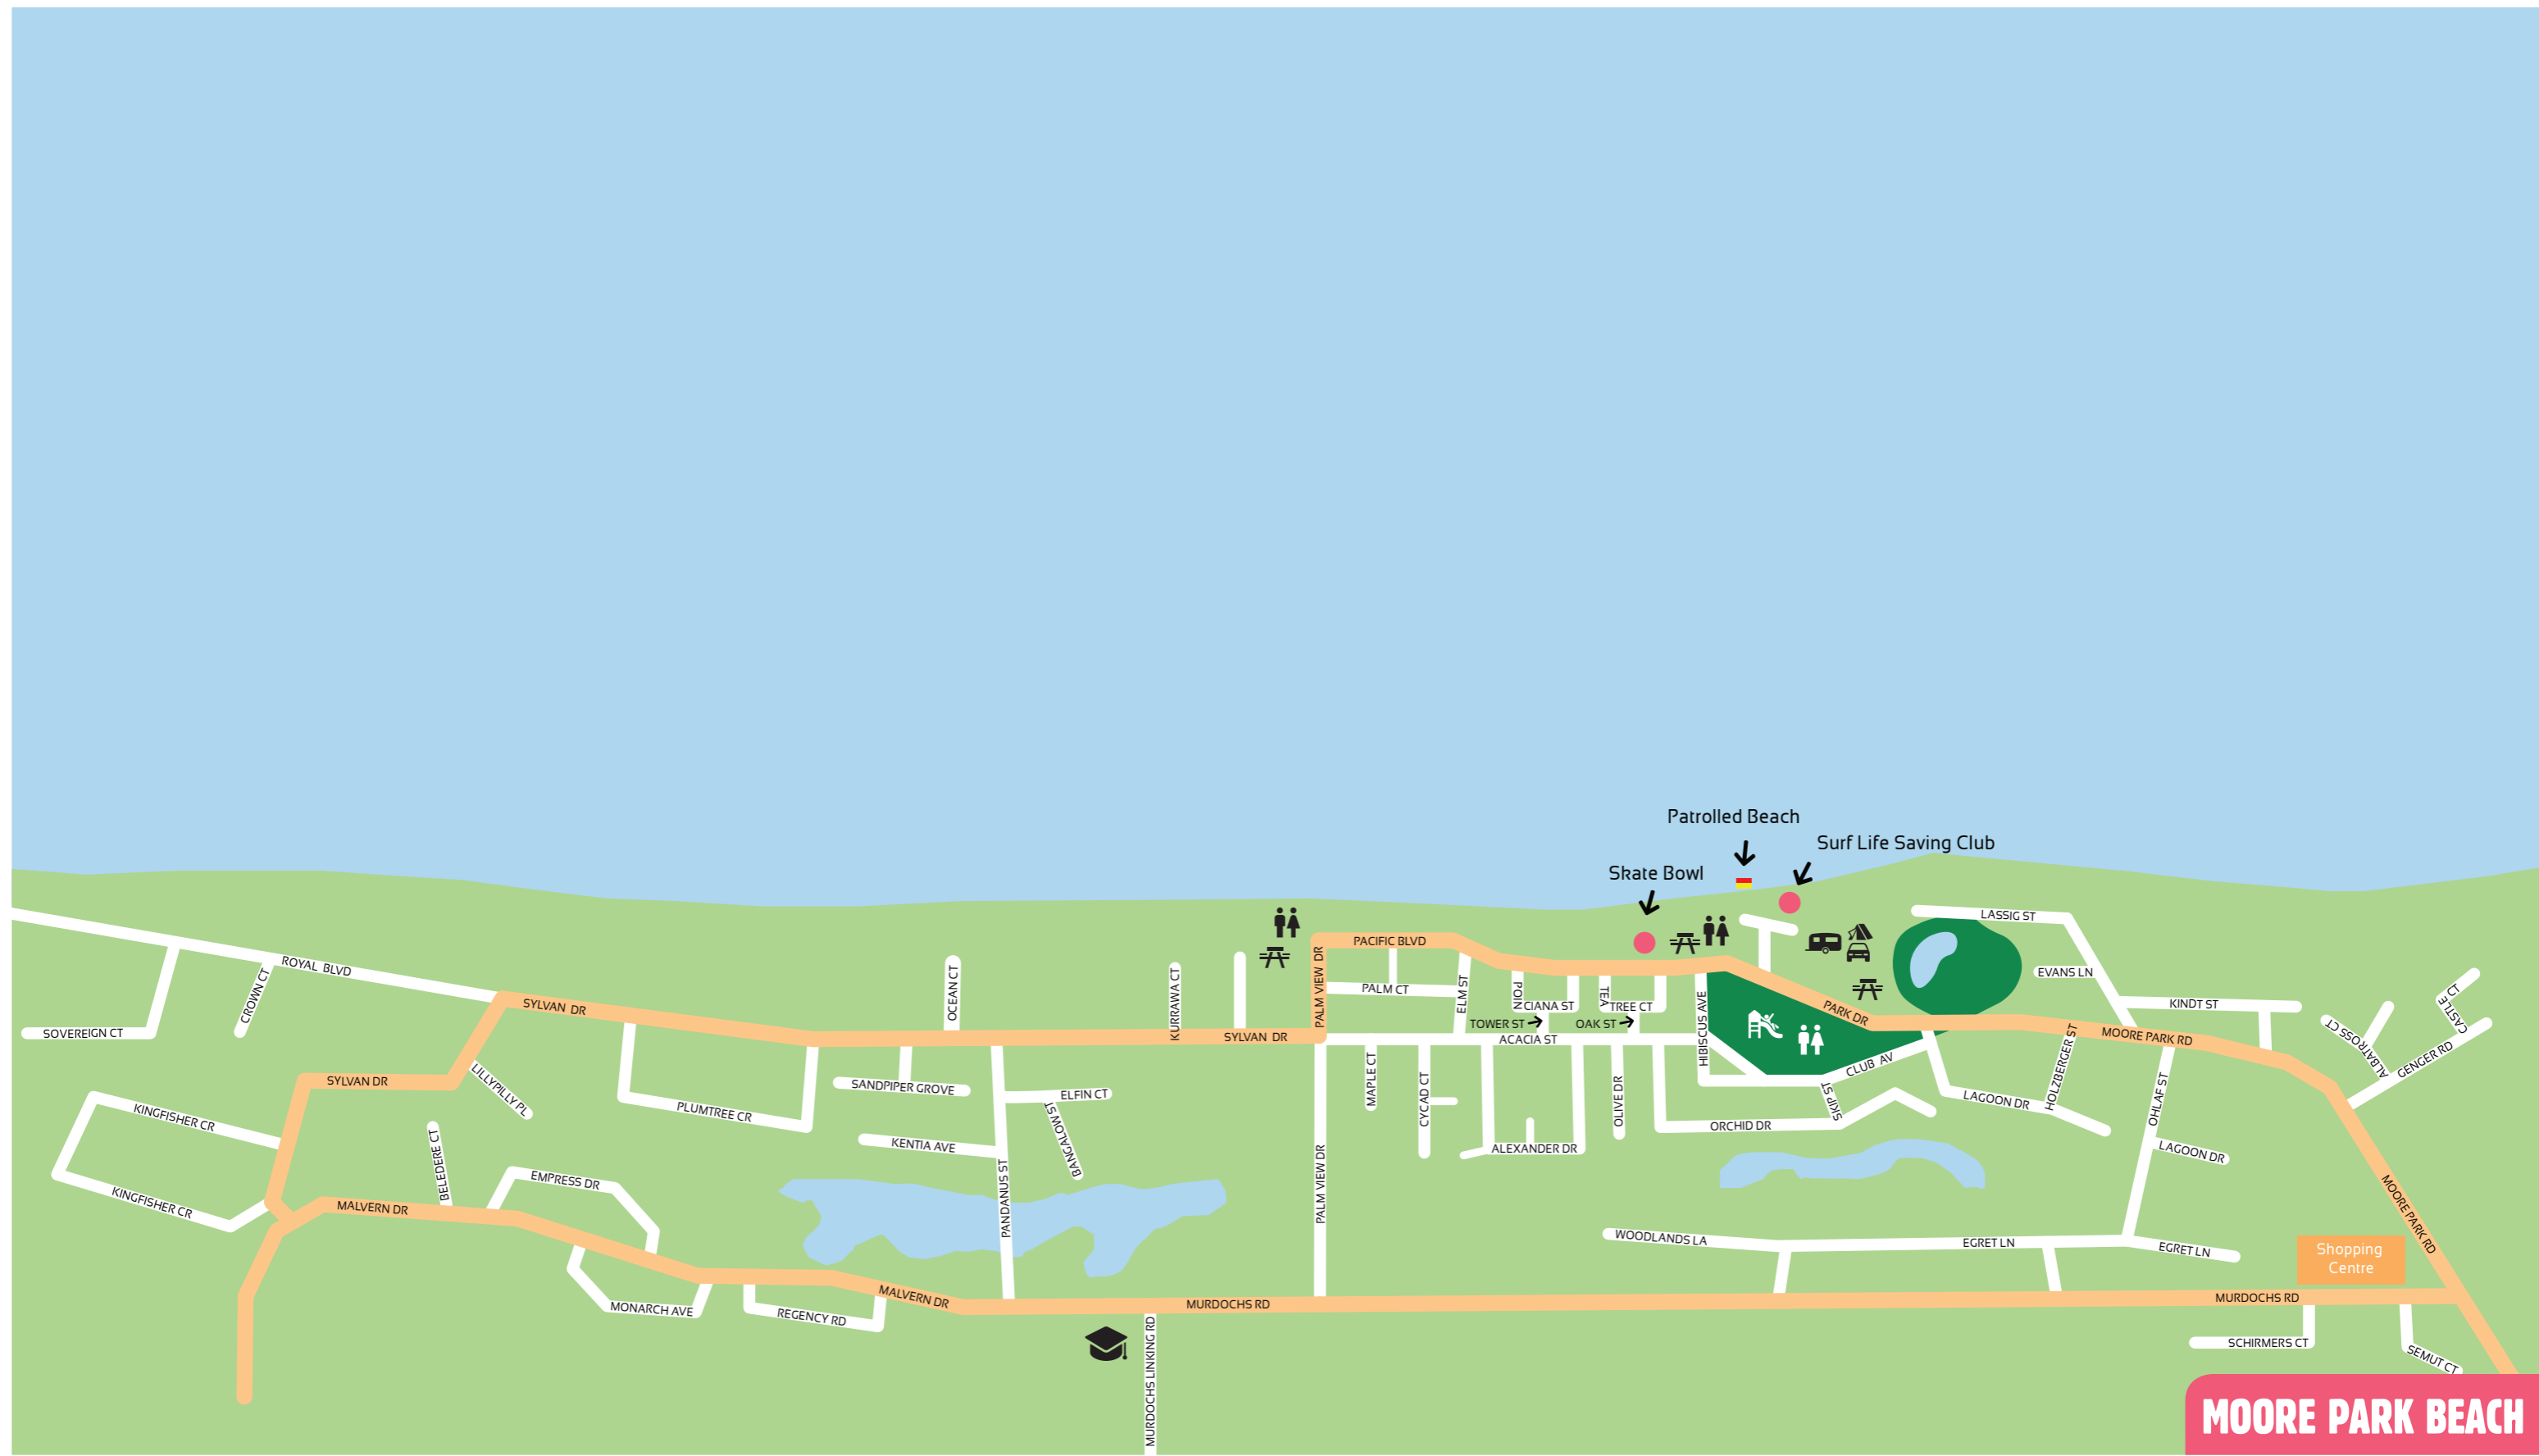 Patrolled Beach
Surf Life Saving Club
Skate Bowl
LASSIG ST
PACIFIC BLVD
ROYAL BLVD
CROWN CT
SOVEREIGN CT
SYLVAN DR
OCEAN CT
KURRAWA CT
SYLVAN DR
PALM VIEW DR
PALM CT
ELM ST
POIN
CIANA ST
TEA
TREE CT
TOWER ST
OAK ST
ACACIA ST
HIBISCUS AVE
PARK DR
EVANS LN
KINDT ST
MOORE PARK RD
HOLZBERGER ST
ALBATROSS CT
CASTLE CT
GENGER RD
SYLVAN DR
LILLYPILLY PL
KINGFISHER CR
KINGFISHER CR
BELEDERE CT
PLUMTREE CR
SANDPIPER GROVE
ELFIN CT
BANGALOW ST
KENTIA AVE
PANDANUS ST
PALM VIEW DR
MAPLE CT
CYCAD CT
OLIVE DR
ALEXANDER DR
CLUB AV
SKIP ST
ORCHID DR
LAGOON DR
OHLAF ST
LAGOON DR
EMPRESS DR
MALVERN DR
MONARCH AVE
REGENCY RD
MALVERN DR
MURDOCHS RD
MURDOCHS LINKING RD
WOODLANDS LA
EGRET LN
EGRET LN
MOORE PARK RD
Shopping
Centre
MURDOCHS RD
SCHIRMERS CT
SEMUT CT
MOORE PARK BEACH